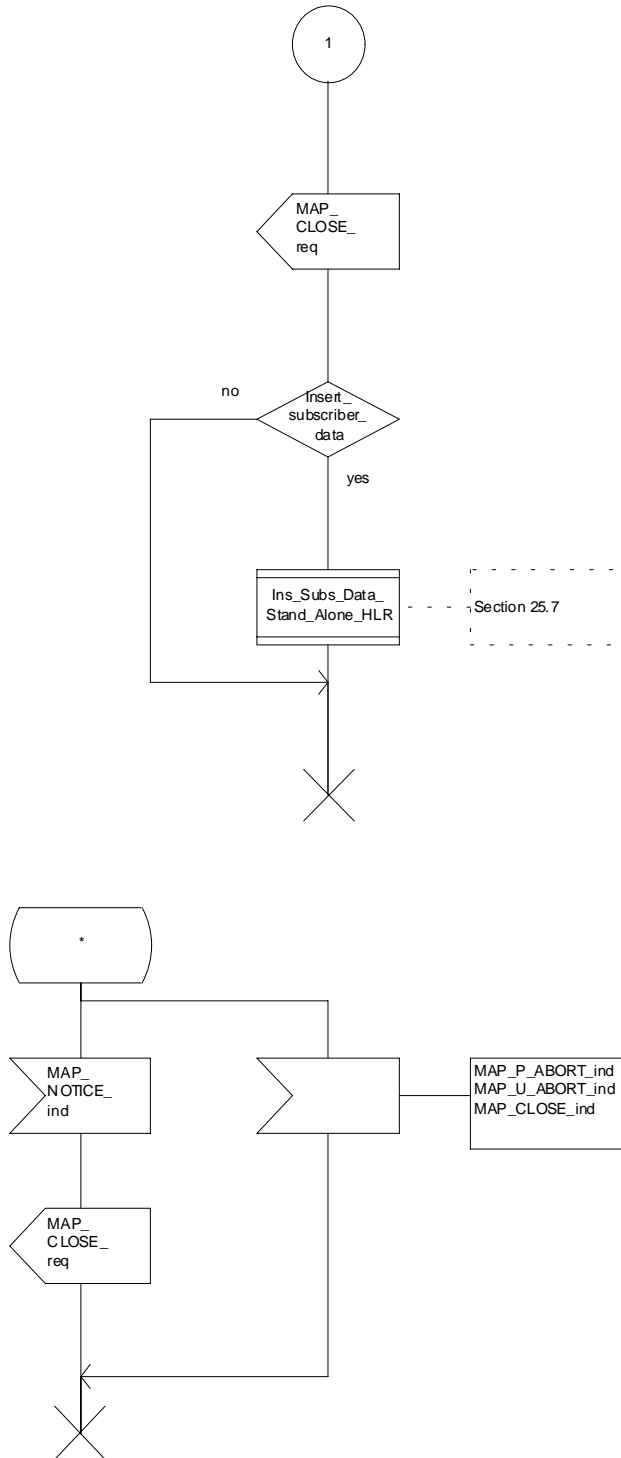 1
MAP_
CLOSE_
req
no
Insert_
subscriber_
data
yes
Ins_Subs_Data_
Stand_Alone_HLR
Section 25.7
*
MAP_
NOTICE_
ind
MAP_P_ABORT_ind
MAP_U_ABORT_ind
MAP_CLOSE_ind
MAP_
CLOSE_
req